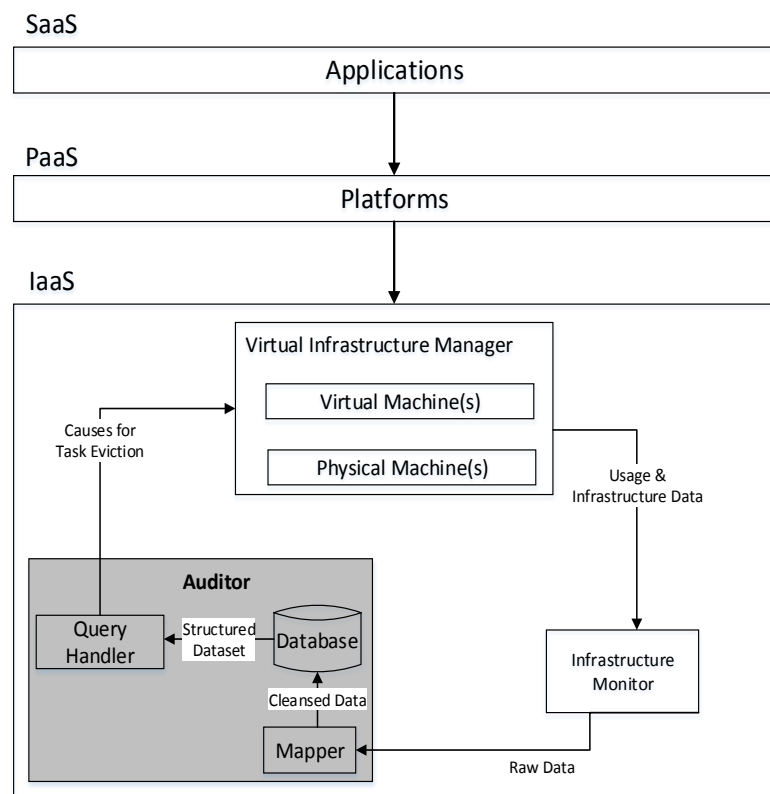 SaaS
Applications
PaaS
Platforms
IaaS
Virtual Infrastructure Manager
Virtual Machine(s)
Physical Machine(s)
Causes for
Task Eviction
Usage &
Infrastructure Data
Auditor
Query
Handler
Structured
Dataset
Database
Cleansed Data
Mapper
Infrastructure
Monitor
Raw Data